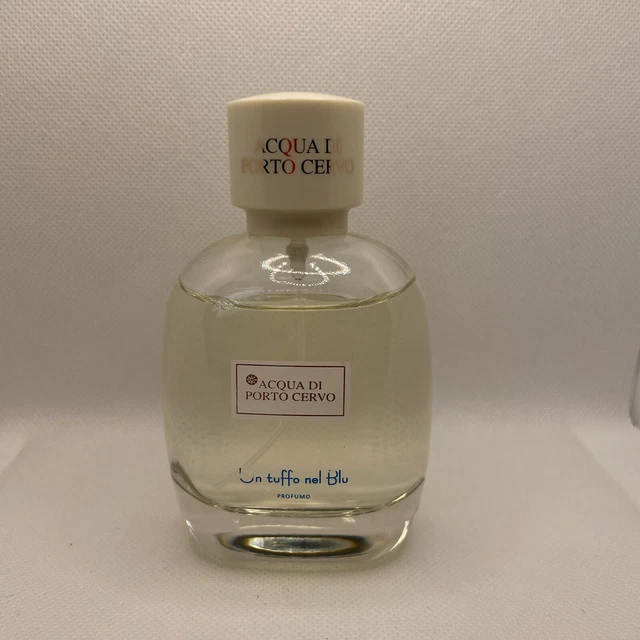 ACQUA DI
PORTO CERVO
ACQUA DI
PORTO CERVO
Un tuffo nel Blu
PROFUMO